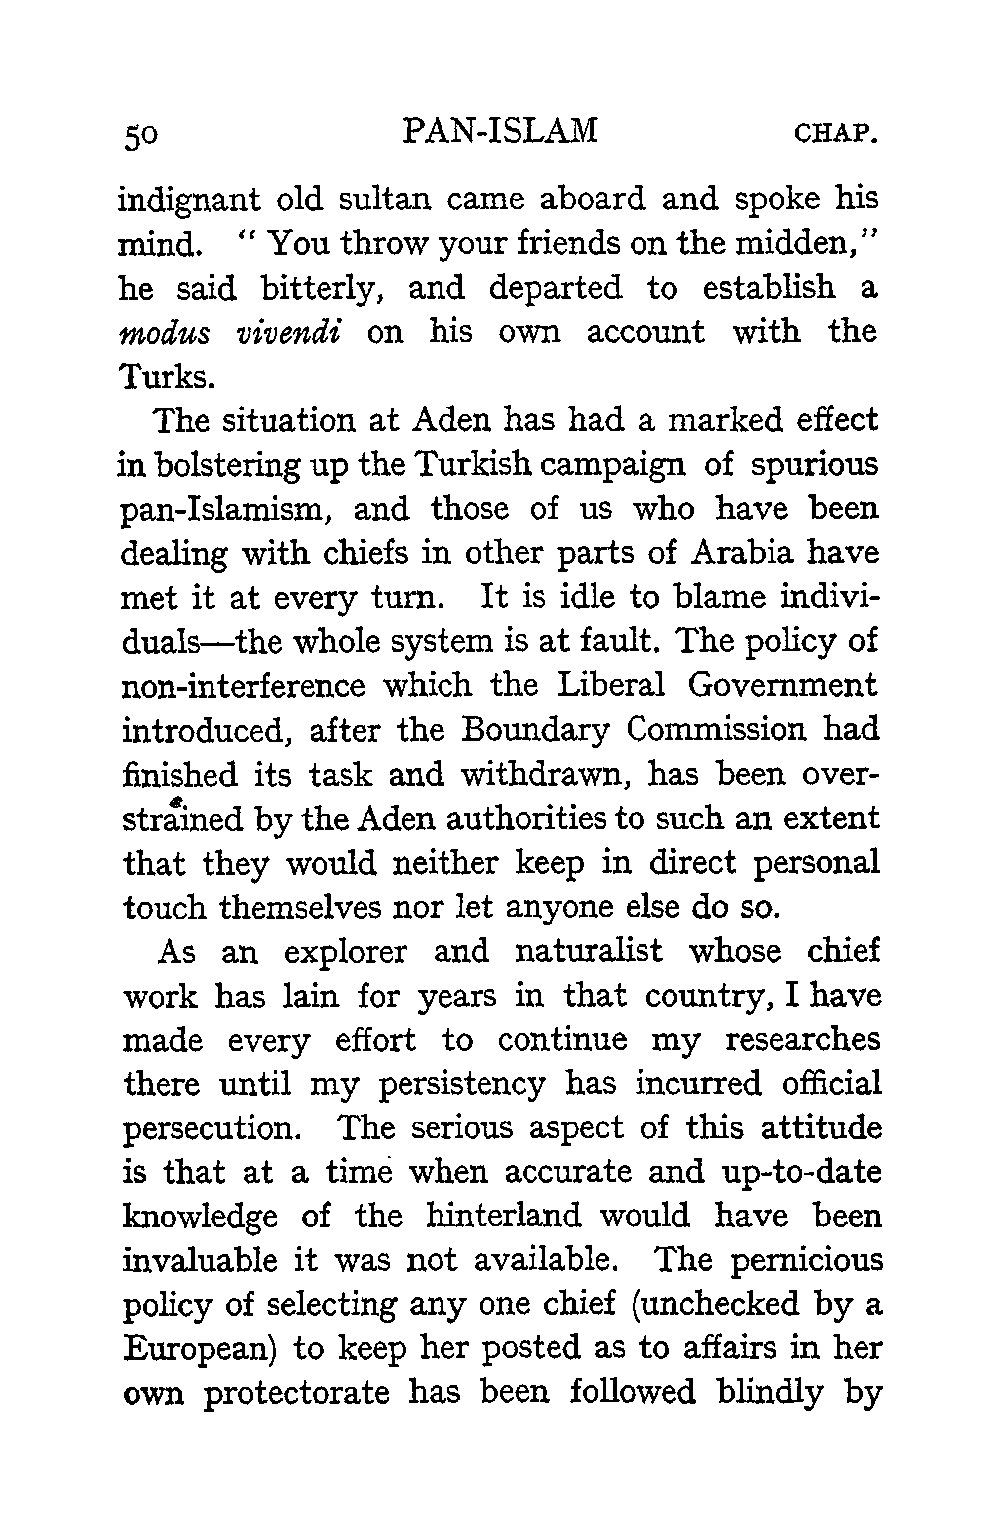 50 PAN-ISLAM CHAP.
indignant old sultan came aboard and spoke his
mind. “ You throw your friends on the midden,”
he said bitterly, and departed to establish a
modus vivendi on his own account with the
Turks.
The situation at Aden has had a marked effect
in bolstering up the Turkish campaign of spurious
pan-Islamism, and those of us who have been
dealing with chiefs in other parts of Arabia have
met it at every turn. It is idle to blame indivi-
duals—the whole system is at fault. The policy of
non-interference which the Liberal Government
introduced, after the Boundary Commission had
finished its task and withdrawn, has been over-
strained by the Aden authorities to such an extent
that they would neither keep in direct personal
touch themselves nor let anyone else do so.
As an explorer and naturalist whose chief
work has lain for years in that country, I have
made every effort to continue my researches
there until my persistency has incurred official
persecution. The serious aspect of this attitude
is that at a time when accurate and up-to-date
knowledge of the hinterland would have been
invaluable it was not available. The pernicious
policy of selecting any one chief (unchecked by a
European) to keep her posted as to affairs in her
own protectorate has been followed blindly by